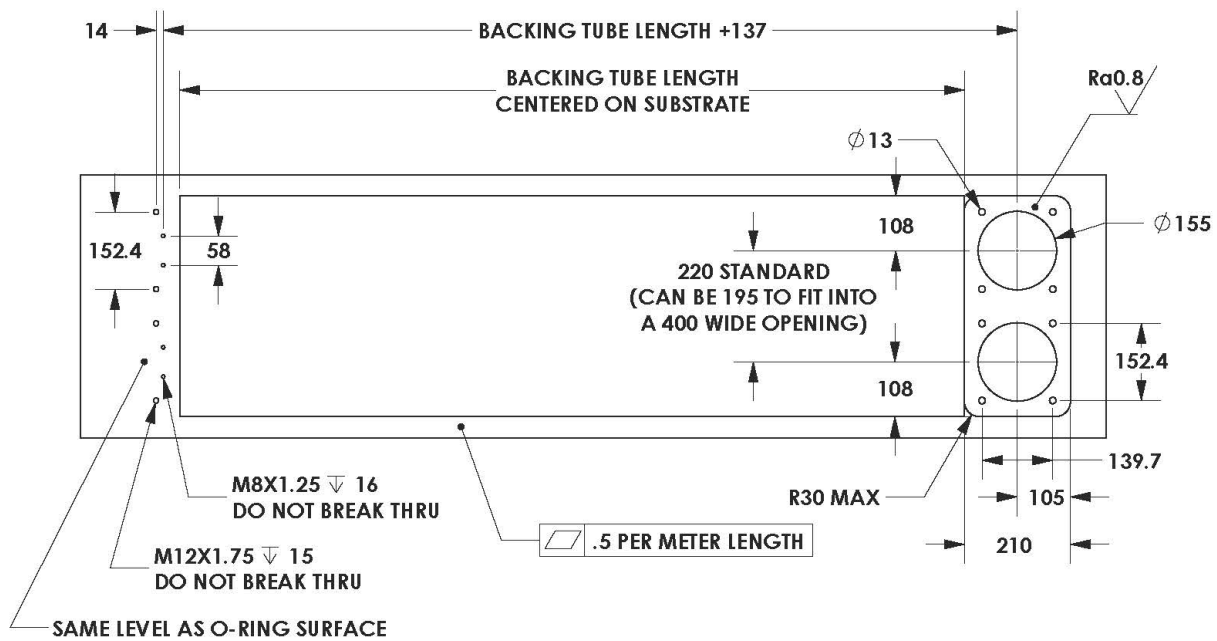 14
BACKING TUBE LENGTH +137
BACKING TUBE LENGTH
CENTERED ON SUBSTRATE
Ra0.8
∅13
152.4
58
108
∅155
220 STANDARD
(CAN BE 195 TO FIT INTO
A 400 WIDE OPENING)
108
152.4
139.7
M8X1.25 ↧ 16
DO NOT BREAK THRU
R30 MAX
105
.5 PER METER LENGTH
210
M12X1.75 ↧ 15
DO NOT BREAK THRU
SAME LEVEL AS O-RING SURFACE